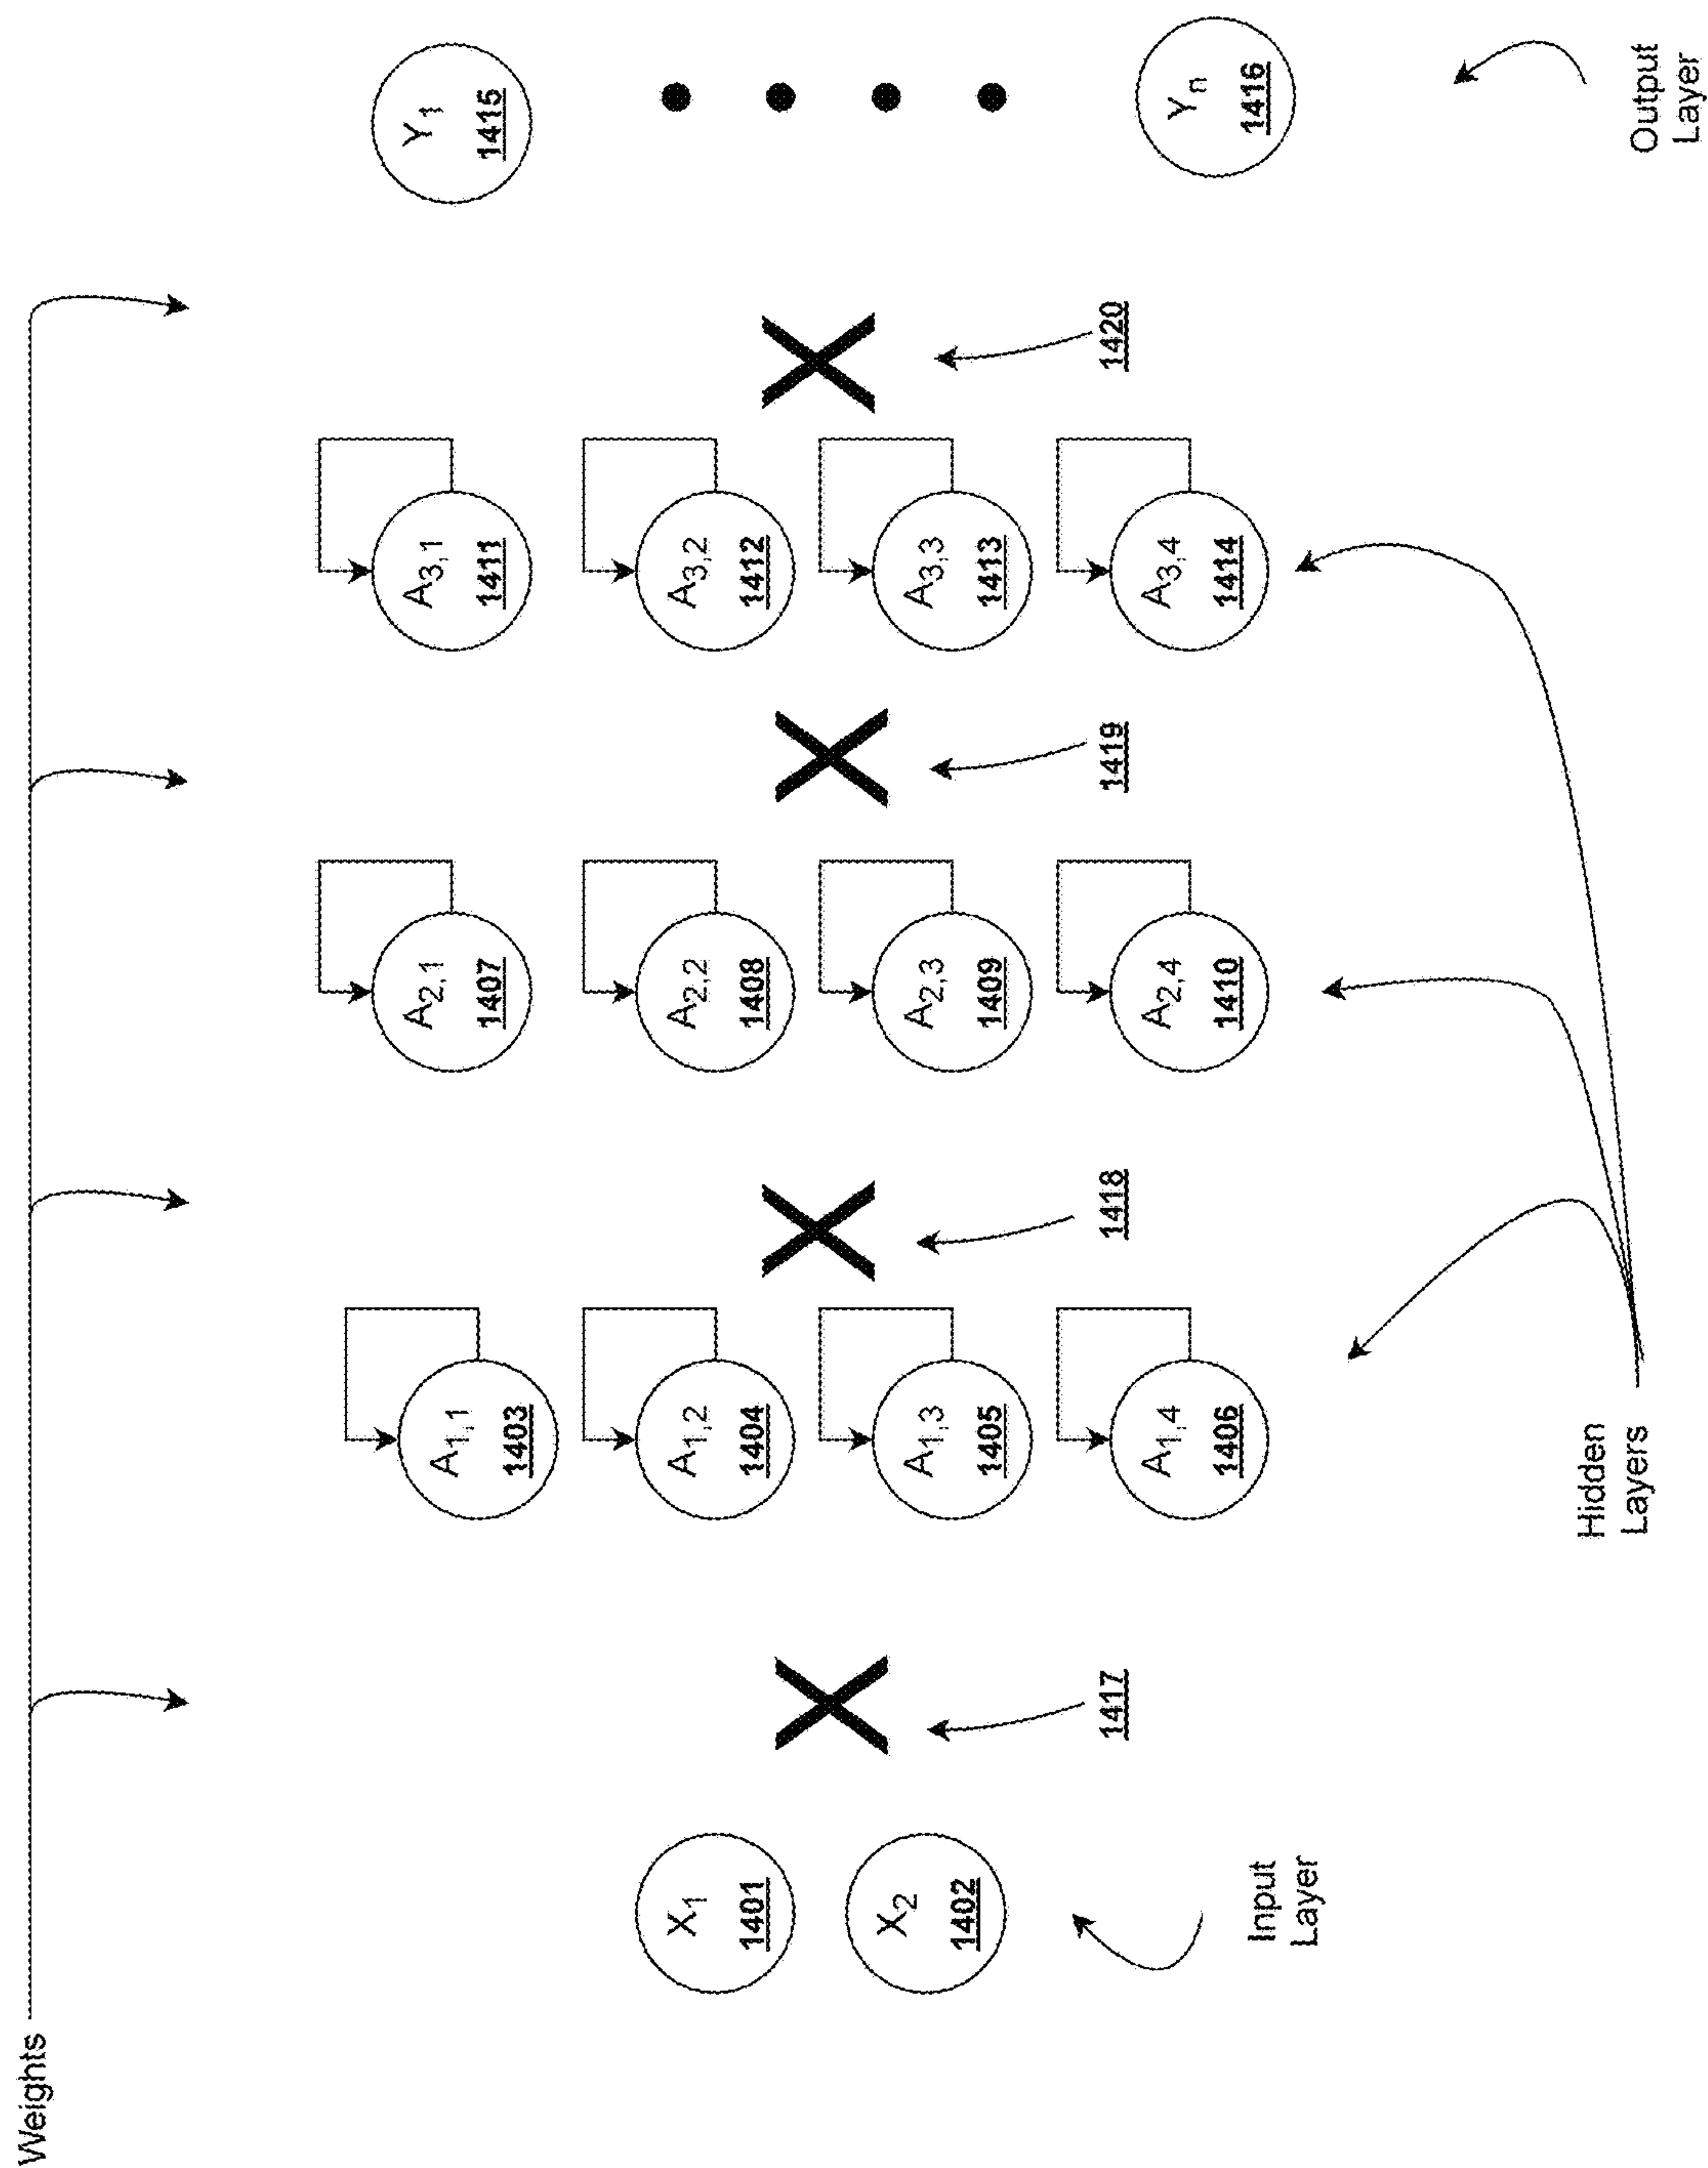 Weights
X1
1401
X2
1402
Input
Layer
1417
A1,1
1403
A1,2
1404
A1,3
1405
A1,4
1406
Hidden
Layers
1418
A2,1
1407
A2,2
1408
A2,3
1409
A2,4
1410
1419
A3,1
1411
A3,2
1412
A3,3
1413
A3,4
1414
1420
Y1
1415
Yn
1416
Output
Layer